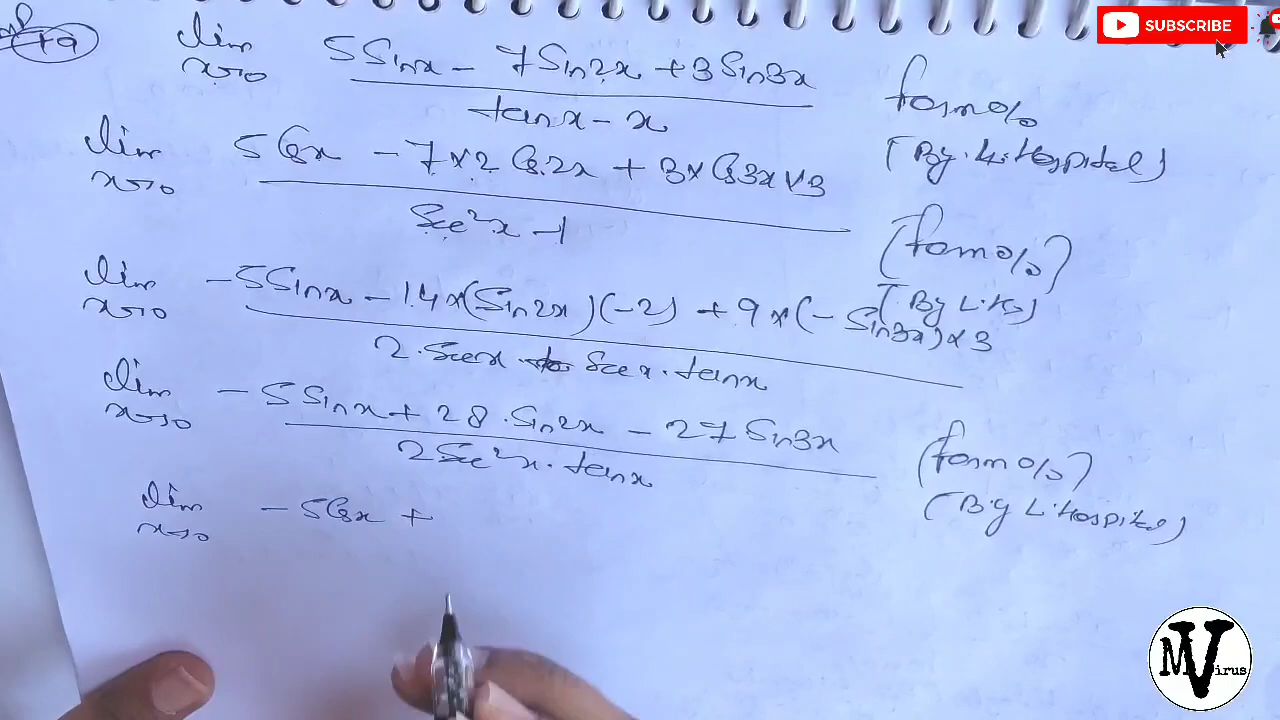 SUBSCRIBE
lim x→0 (5 Sin x − 7 Sin 2x + 3 Sin 3x) / (tan x − x) form 0/0
(By L. Hospital)
lim x→0 (5 Cos x − 7×2 Cos 2x + 3×Cos 3x×3) / (Sec²x − 1) (form 0/0)
(By L.H.S)
lim x→0 (−5 Sin x − 14×(Sin 2x)(−2) + 9×(−Sin 3x)×3) / (2·Sec x · Sec x · tan x)
lim x→0 (−5 Sin x + 28·Sin 2x − 27 Sin 3x) / (2 Sec²x · tan x) (form 0/0)
(By L. Hospital)
lim x→0 −5 Cos x +
MVirus